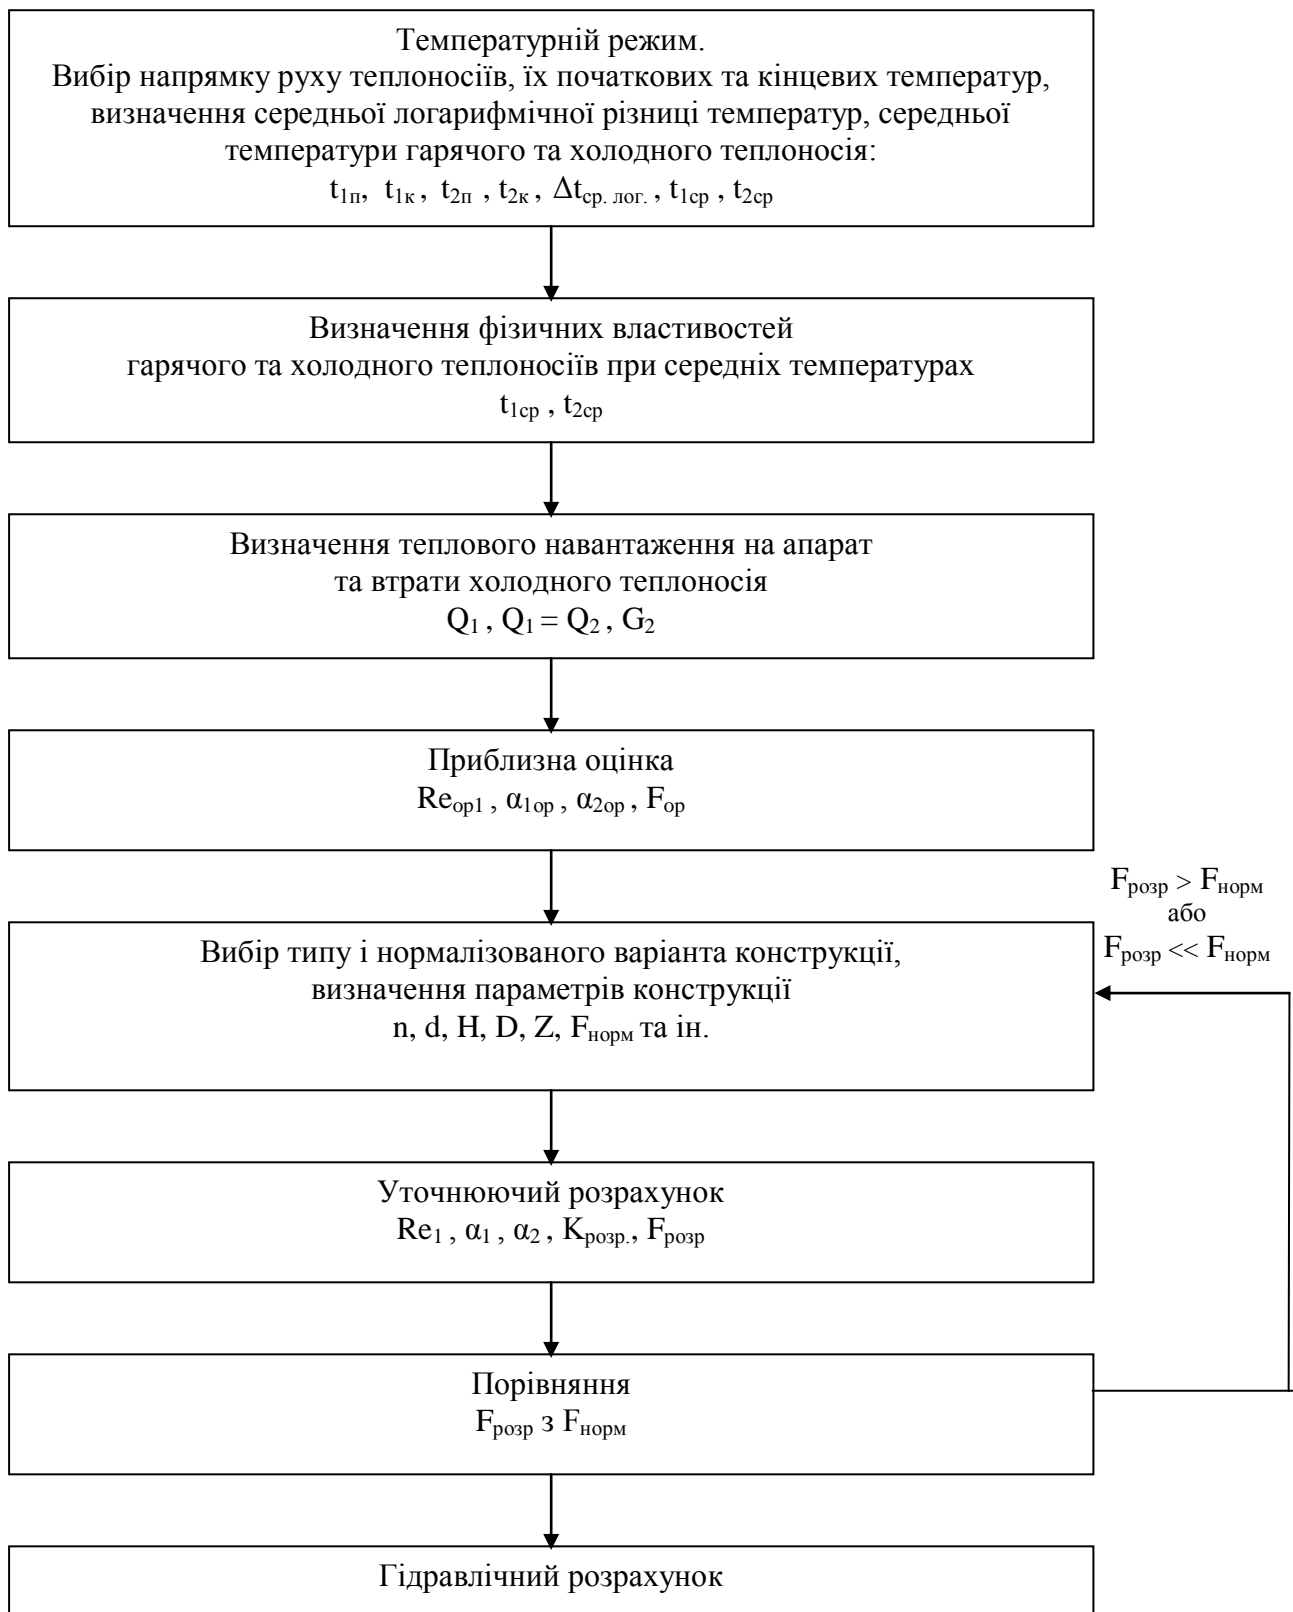 Температурній режим.
Вибір напрямку руху теплоносіїв, їх початкових та кінцевих температур,
визначення середньої логарифмічної різниці температур, середньої
температури гарячого та холодного теплоносія:
t₁ₚ, t₁ₖ, t₂ₚ, t₂ₖ, Δtср. лог., t₁ср, t₂ср
Визначення фізичних властивостей
гарячого та холодного теплоносіїв при середніх температурах
t₁ср , t₂ср
Визначення теплового навантаження на апарат
та втрати холодного теплоносія
Q₁ , Q₁ = Q₂ , G₂
Приблизна оцінка
Reор1 , α₁ор , α₂ор , Fор
Fрозр > Fнорм
або
Fрозр << Fнорм
Вибір типу і нормалізованого варіанта конструкції,
визначення параметрів конструкції
n, d, H, D, Z, Fнорм та ін.
Уточнюючий розрахунок
Re₁ , α₁ , α₂ , Kрозр., Fрозр
Порівняння
Fрозр з Fнорм
Гідравлічний розрахунок